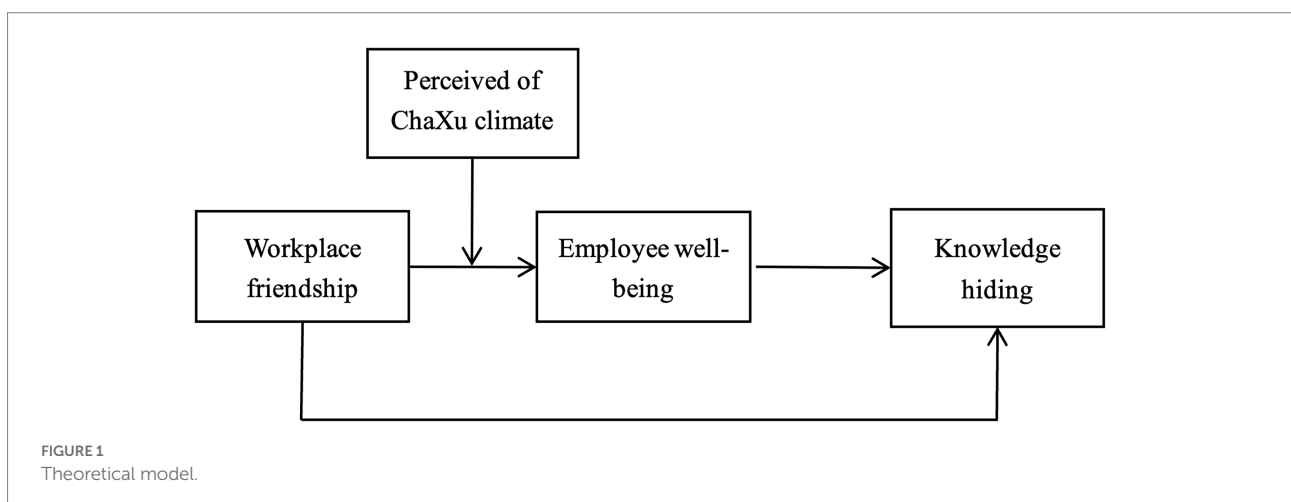 Perceived of
ChaXu climate
Workplace
friendship
Employee well-
being
Knowledge
hiding
FIGURE 1
Theoretical model.